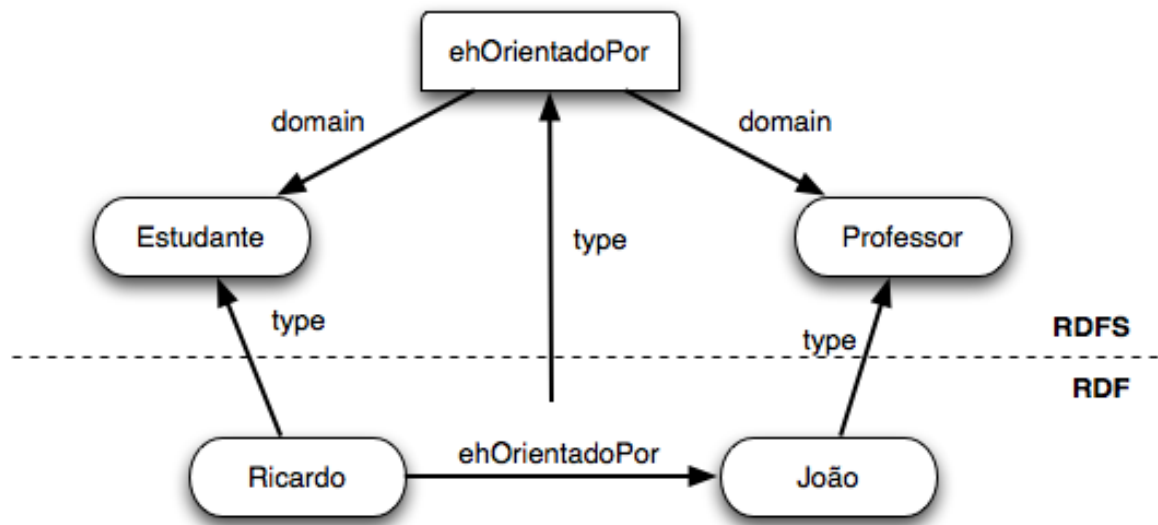 ehOrientadoPor
domain
domain
Estudante
type
Professor
type
type
RDFS
RDF
Ricardo
ehOrientadoPor
João